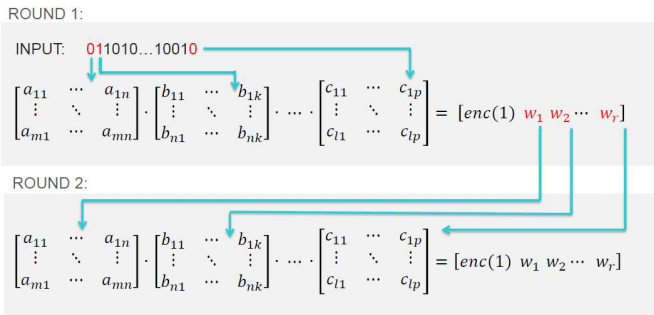 ROUND 1:
INPUT: 011010...10010
[a₁₁ ⋯ a₁ₙ ⋮ ⋱ ⋮ aₘ₁ ⋯ aₘₙ] · [b₁₁ ⋯ b₁ₖ ⋮ ⋱ ⋮ bₙ₁ ⋯ bₙₖ] · ⋯ · [c₁₁ ⋯ c₁ₚ ⋮ ⋱ ⋮ cₗ₁ ⋯ cₗₚ] = [enc(1) w₁ w₂ ⋯ wᵣ]
ROUND 2:
[a₁₁ ⋯ a₁ₙ ⋮ ⋱ ⋮ aₘ₁ ⋯ aₘₙ] · [b₁₁ ⋯ b₁ₖ ⋮ ⋱ ⋮ bₙ₁ ⋯ bₙₖ] · ⋯ · [c₁₁ ⋯ c₁ₚ ⋮ ⋱ ⋮ cₗ₁ ⋯ cₗₚ] = [enc(1) w₁ w₂ ⋯ wᵣ]